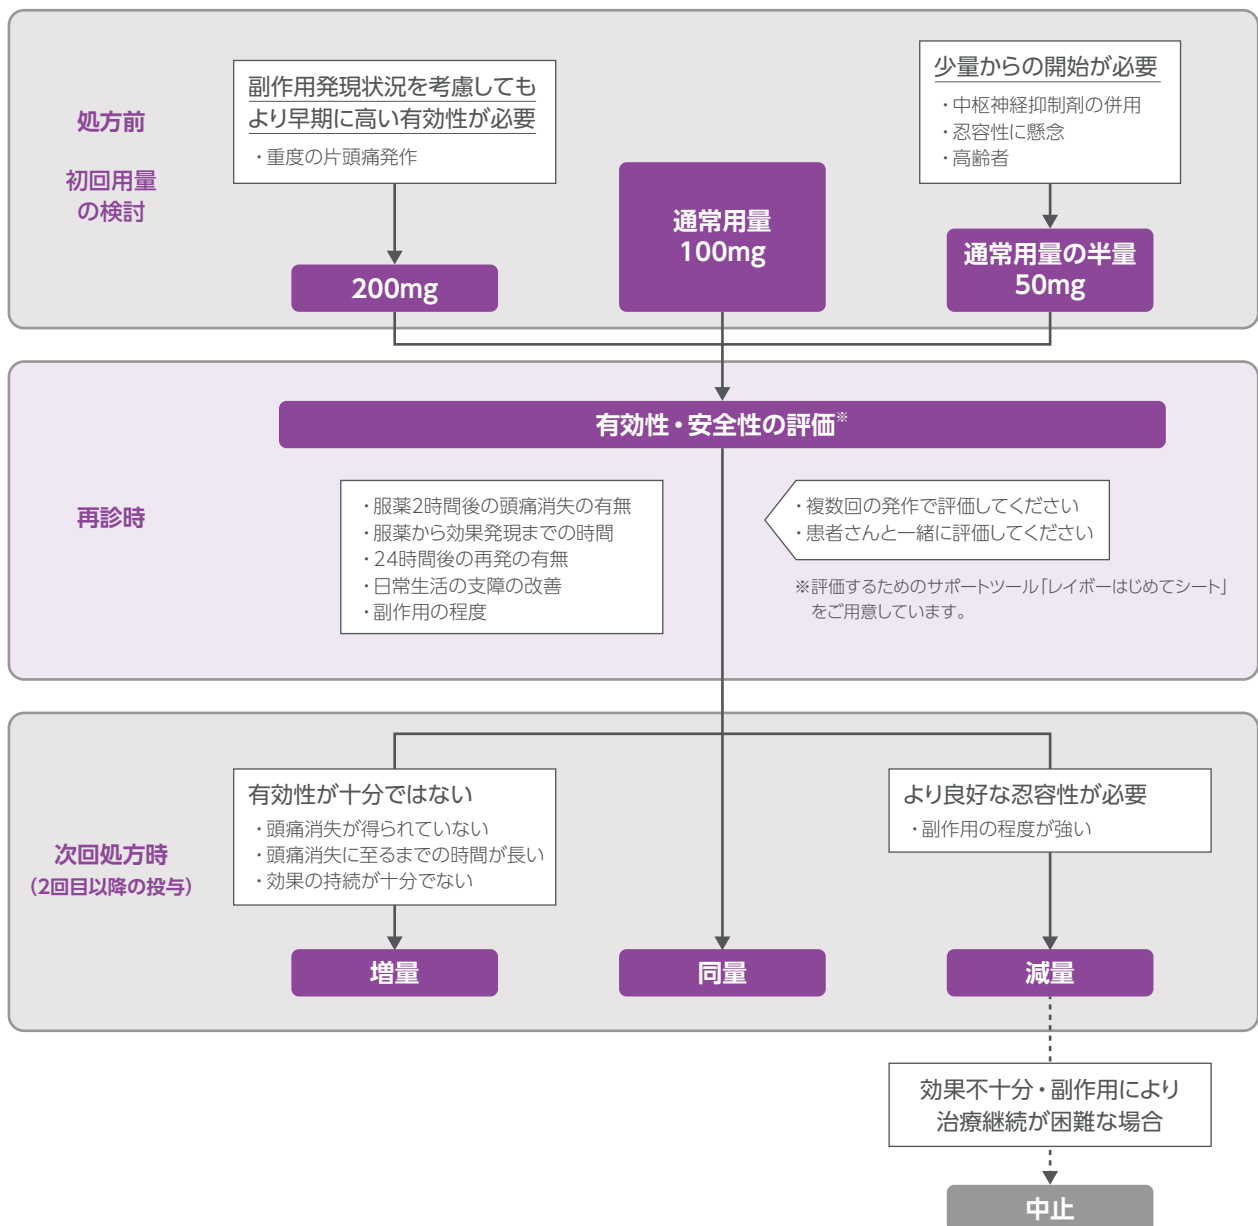 処方前
初回用量
の検討
副作用発現状況を考慮しても
より早期に高い有効性が必要
・重度の片頭痛発作
200mg
通常用量
100mg
少量からの開始が必要
・中枢神経抑制剤の併用
・忍容性に懸念
・高齢者
通常用量の半量
50mg
再診時
有効性・安全性の評価※
・服薬2時間後の頭痛消失の有無
・服薬から効果発現までの時間
・24時間後の再発の有無
・日常生活の支障の改善
・副作用の程度
・複数回の発作で評価してください
・患者さんと一緒に評価してください
※評価するためのサポートツール「レイボーはじめてシート」
をご用意しています。
次回処方時
(2回目以降の投与)
有効性が十分ではない
・頭痛消失が得られていない
・頭痛消失に至るまでの時間が長い
・効果の持続が十分でない
増量
同量
より良好な忍容性が必要
・副作用の程度が強い
減量
効果不十分・副作用により
治療継続が困難な場合
中止